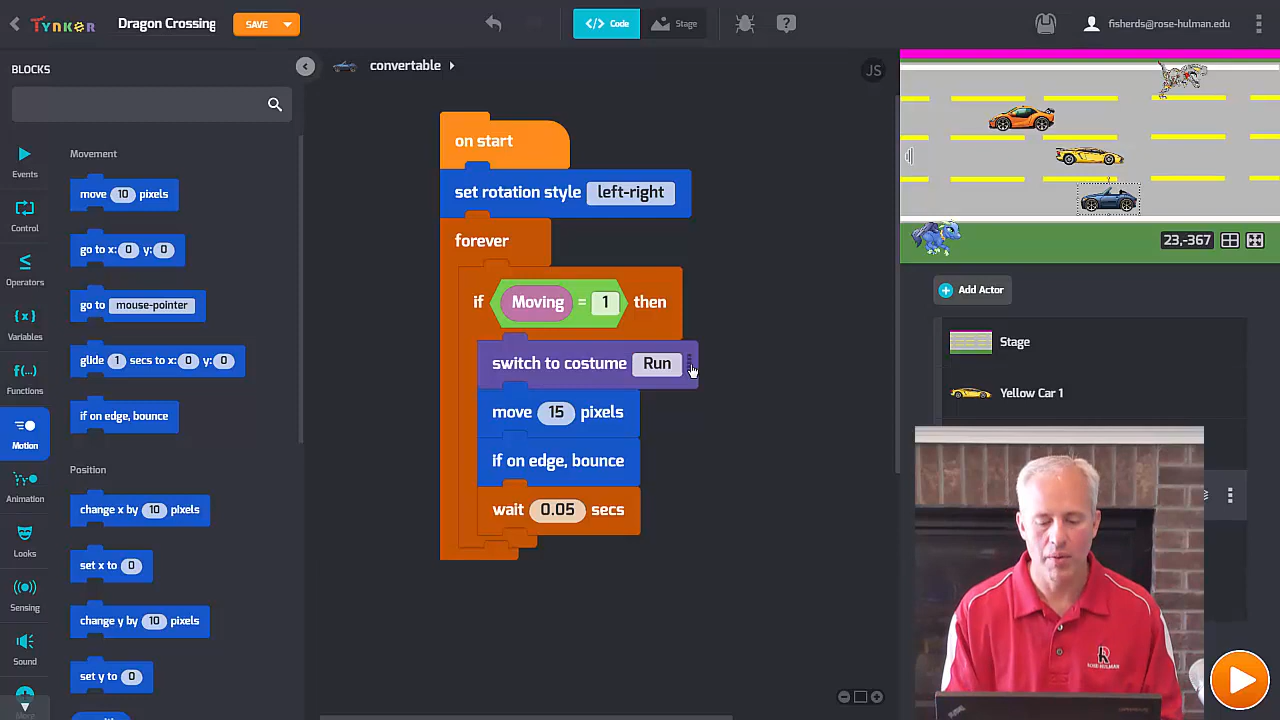 TYNKER
Dragon Crossing
SAVE
</> Code
Stage
fisherds@rose-hulman.edu
BLOCKS
convertable
JS
Events
Control
Operators
{x}
Variables
f(...)
Functions
Motion
Animation
Looks
Sensing
Sound
More
Movement
move 10 pixels
go to x: 0 y: 0
go to mouse-pointer
glide 1 secs to x: 0 y: 0
if on edge, bounce
Position
change x by 10 pixels
set x to 0
change y by 10 pixels
set y to 0
on start
set rotation style left-right
forever
if Moving = 1 then
switch to costume Run
move 15 pixels
if on edge, bounce
wait 0.05 secs
23,-367
Add Actor
Stage
Yellow Car 1
ROSE-HULMAN